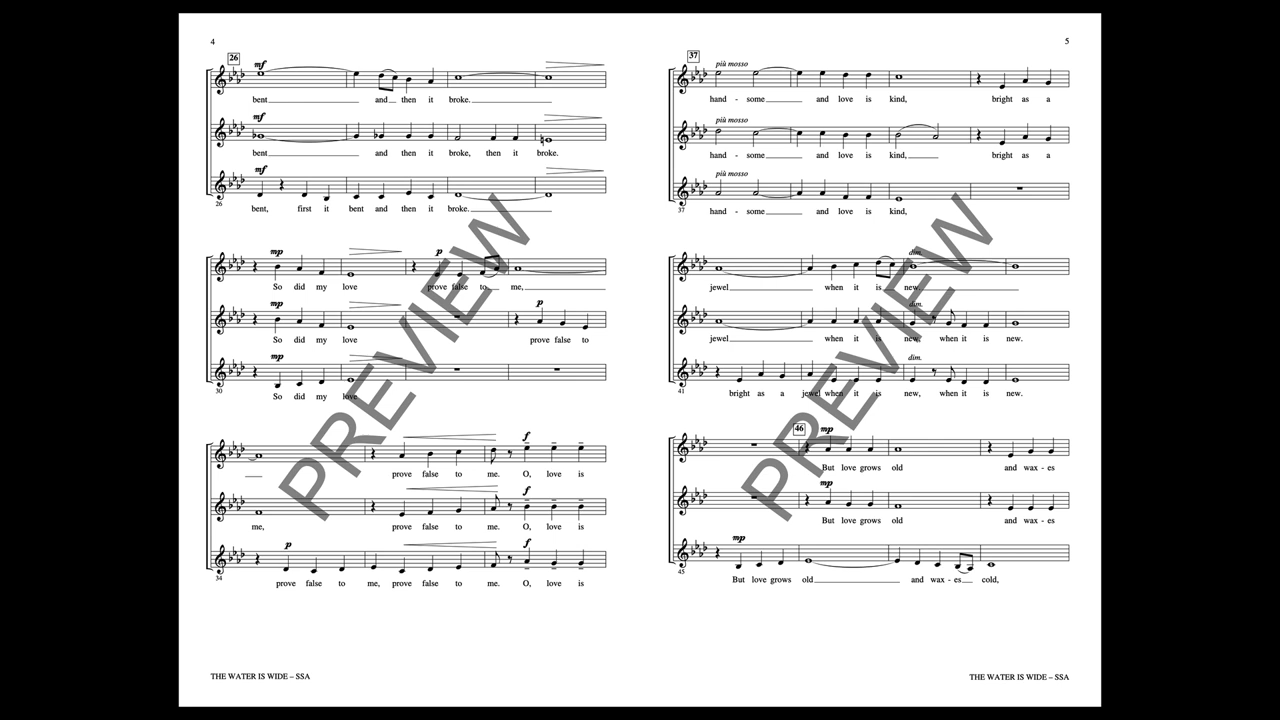 4
26
mf
bent and then it broke.
mf
bent and then it broke, then it broke.
mf
26
bent, first it bent and then it broke.
mp p
So did my love prove false to me,
mp p
So did my love prove false to
mp
30
So did my love
f
prove false to me. O, love is
f
me, prove false to me. O, love is
p f
34
prove false to me, prove false to me. O, love is
THE WATER IS WIDE – SSA
5
37
più mosso
hand - some and love is kind, bright as a
più mosso
hand - some and love is kind, bright as a
più mosso
37
hand - some and love is kind,
dim.
jewel when it is new.
dim.
jewel when it is new, when it is new.
dim.
41
bright as a jewel when it is new, when it is new.
46
mp
But love grows old and wax - es
mp
But love grows old and wax - es
mp
45
But love grows old and wax - es cold,
THE WATER IS WIDE – SSA
PREVIEW
PREVIEW